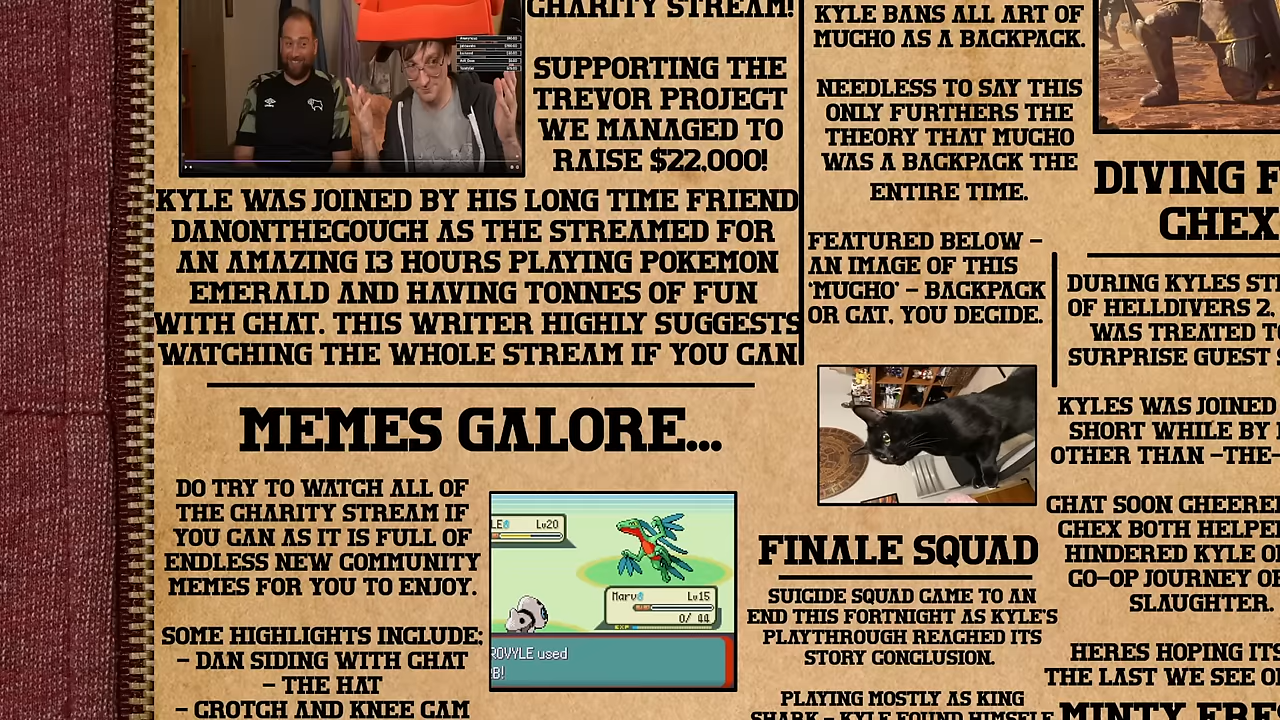 CHARITY STREAM!
SUPPORTING THE
TREVOR PROJECT
WE MANAGED TO
RAISE $22,000!
KYLE WAS JOINED BY HIS LONG TIME FRIEND
DANONTHECOUCH AS THE STREAMED FOR
AN AMAZING 13 HOURS PLAYING POKEMON
EMERALD AND HAVING TONNES OF FUN
WITH CHAT. THIS WRITER HIGHLY SUGGESTS
WATCHING THE WHOLE STREAM IF YOU CAN
MEMES GALORE...
DO TRY TO WATCH ALL OF
THE CHARITY STREAM IF
YOU CAN AS IT IS FULL OF
ENDLESS NEW COMMUNITY
MEMES FOR YOU TO ENJOY.
SOME HIGHLIGHTS INCLUDE;
- DAN SIDING WITH CHAT
- THE HAT
- CROTCH AND KNEE CAM
LE♂ Lv20
Marv♂ Lv15
0/ 44
ROVYLE used
B!
KYLE BANS ALL ART OF
MUCHO AS A BACKPACK.
NEEDLESS TO SAY THIS
ONLY FURTHERS THE
THEORY THAT MUCHO
WAS A BACKPACK THE
ENTIRE TIME.
FEATURED BELOW -
AN IMAGE OF THIS
'MUCHO' - BACKPACK
OR CAT, YOU DECIDE.
FINALE SQUAD
SUICIDE SQUAD CAME TO AN
END THIS FORTNIGHT AS KYLE'S
PLAYTHROUGH REACHED ITS
STORY CONCLUSION.
PLAYING MOSTLY AS KING
SHARK - KYLE FOUND HIMSELF
DIVING F
CHEX
DURING KYLES ST
OF HELLDIVERS 2,
WAS TREATED TO
SURPRISE GUEST
KYLES WAS JOINED
SHORT WHILE BY
OTHER THAN -THE-
CHAT SOON CHEERE
CHEX BOTH HELPE
HINDERED KYLE O
CO-OP JOURNEY O
SLAUGHTER.
HERES HOPING ITS
THE LAST WE SEE O
MINTY FRES